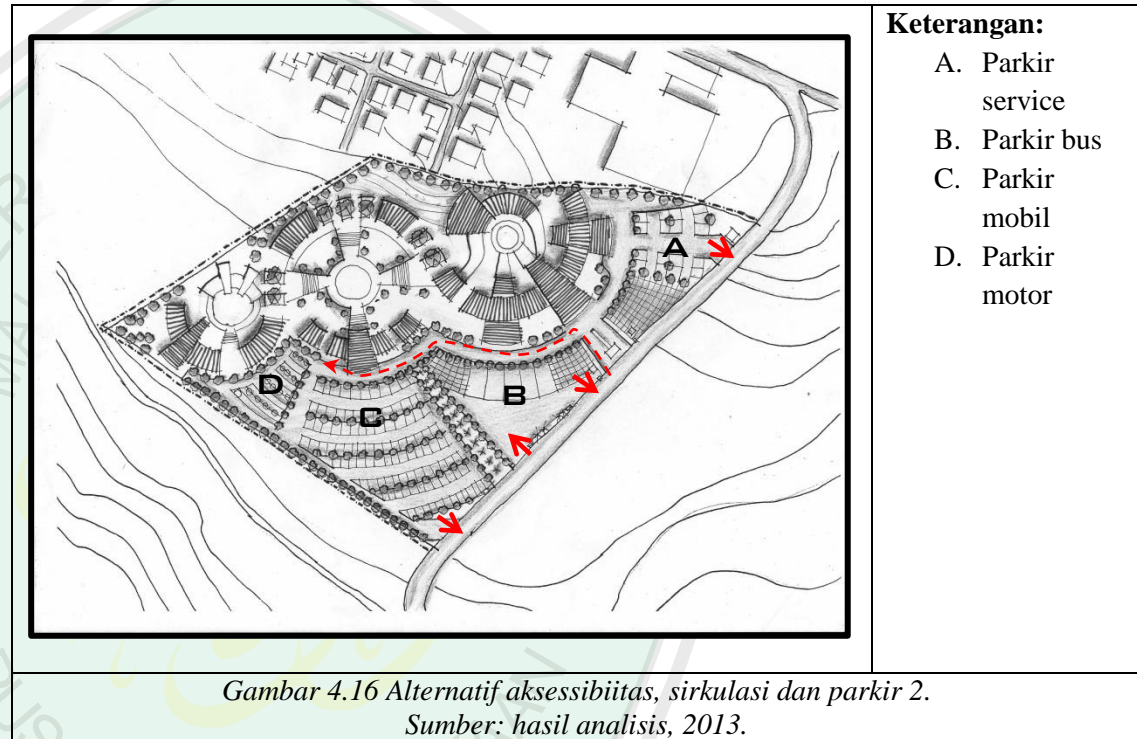 Keterangan:
A. Parkir
service
B. Parkir bus
C. Parkir
mobil
D. Parkir
motor
A
B
C
D
Gambar 4.16 Alternatif aksessibiitas, sirkulasi dan parkir 2.
Sumber: hasil analisis, 2013.